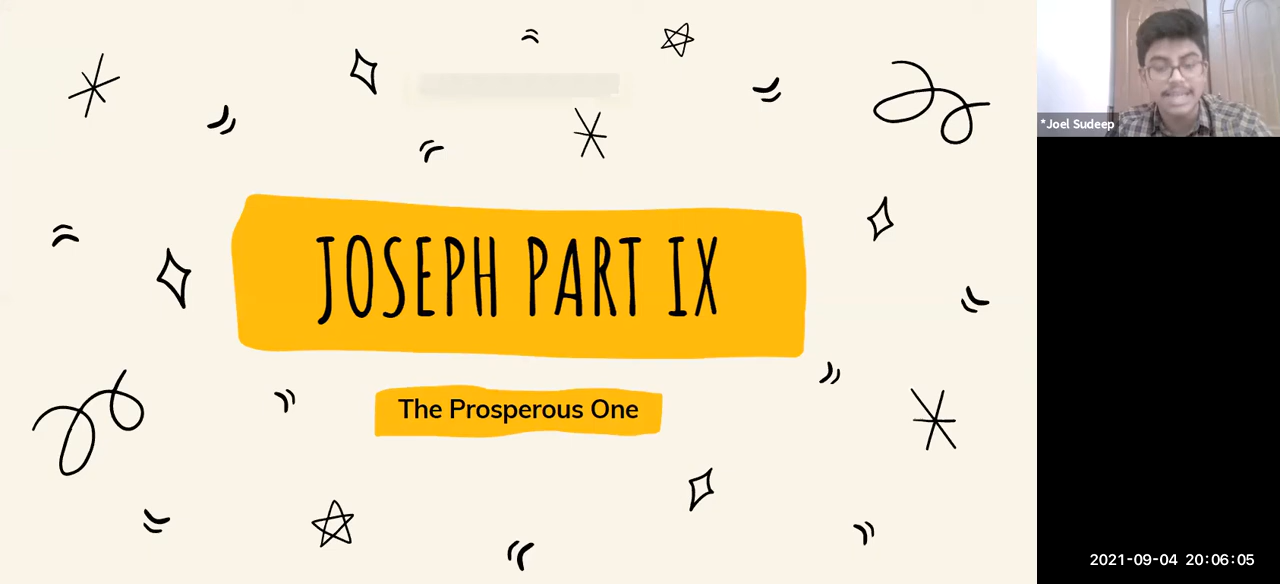 JOSEPH PART IX
The Prosperous One
*Joel Sudeep
2021-09-04 20:06:05